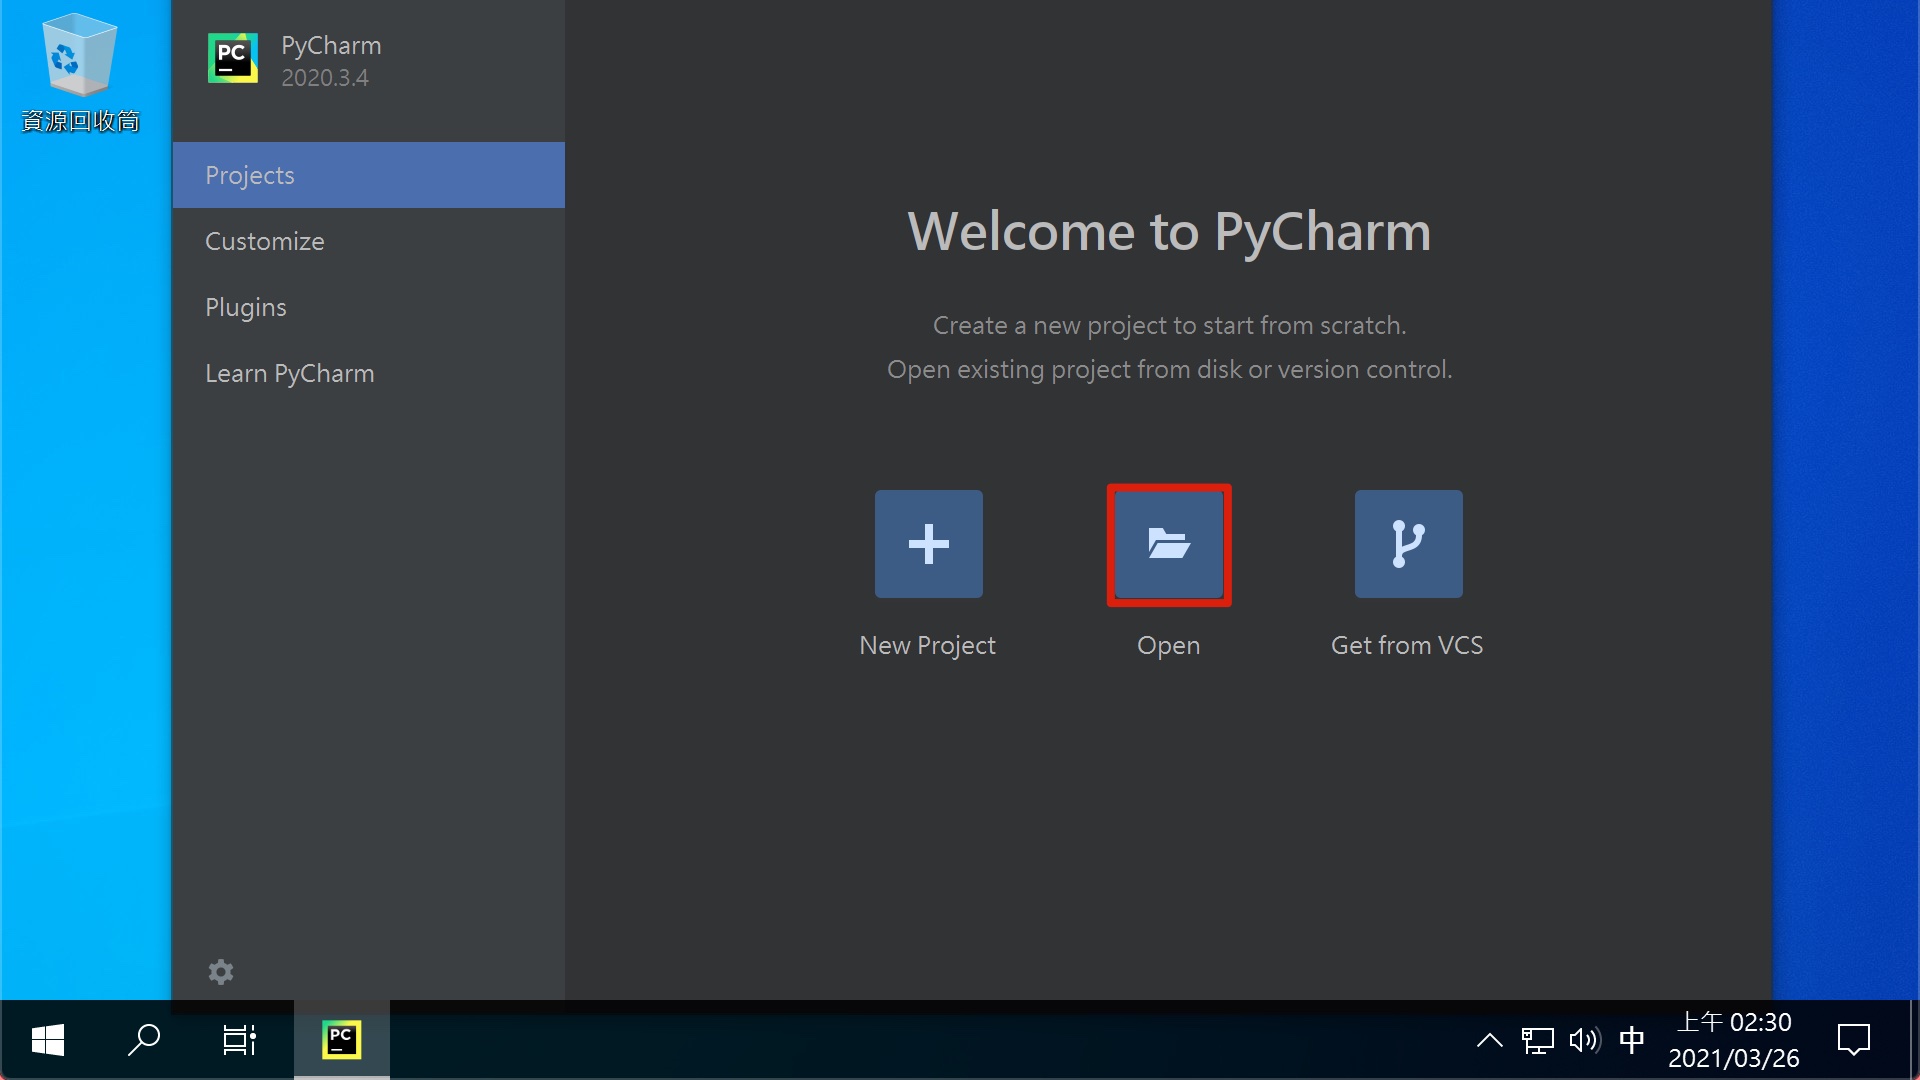 資源回收筒
PC
PyCharm
2020.3.4
Projects
Customize
Plugins
Learn PyCharm
Welcome to PyCharm
Create a new project to start from scratch.
Open existing project from disk or version control.
New Project
Open
Get from VCS
PC
中
上午 02:30
2021/03/26